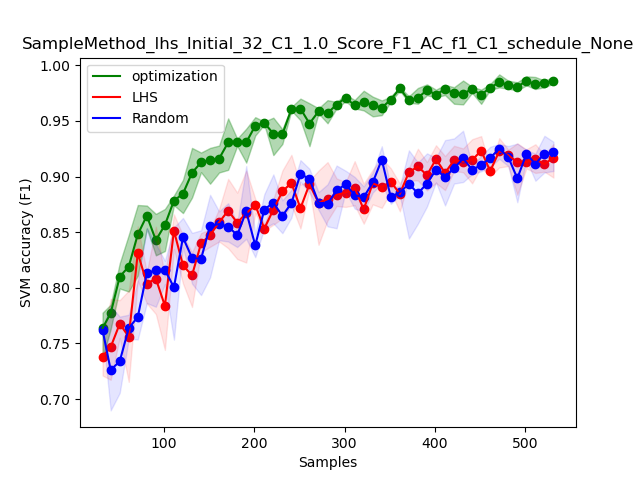 SampleMethod_lhs_Initial_32_C1_1.0_Score_F1_AC_f1_C1_schedule_None
optimization
LHS
Random
SVM accuracy (F1)
1.00
0.95
0.90
0.85
0.80
0.75
0.70
100
200
300
400
500
Samples